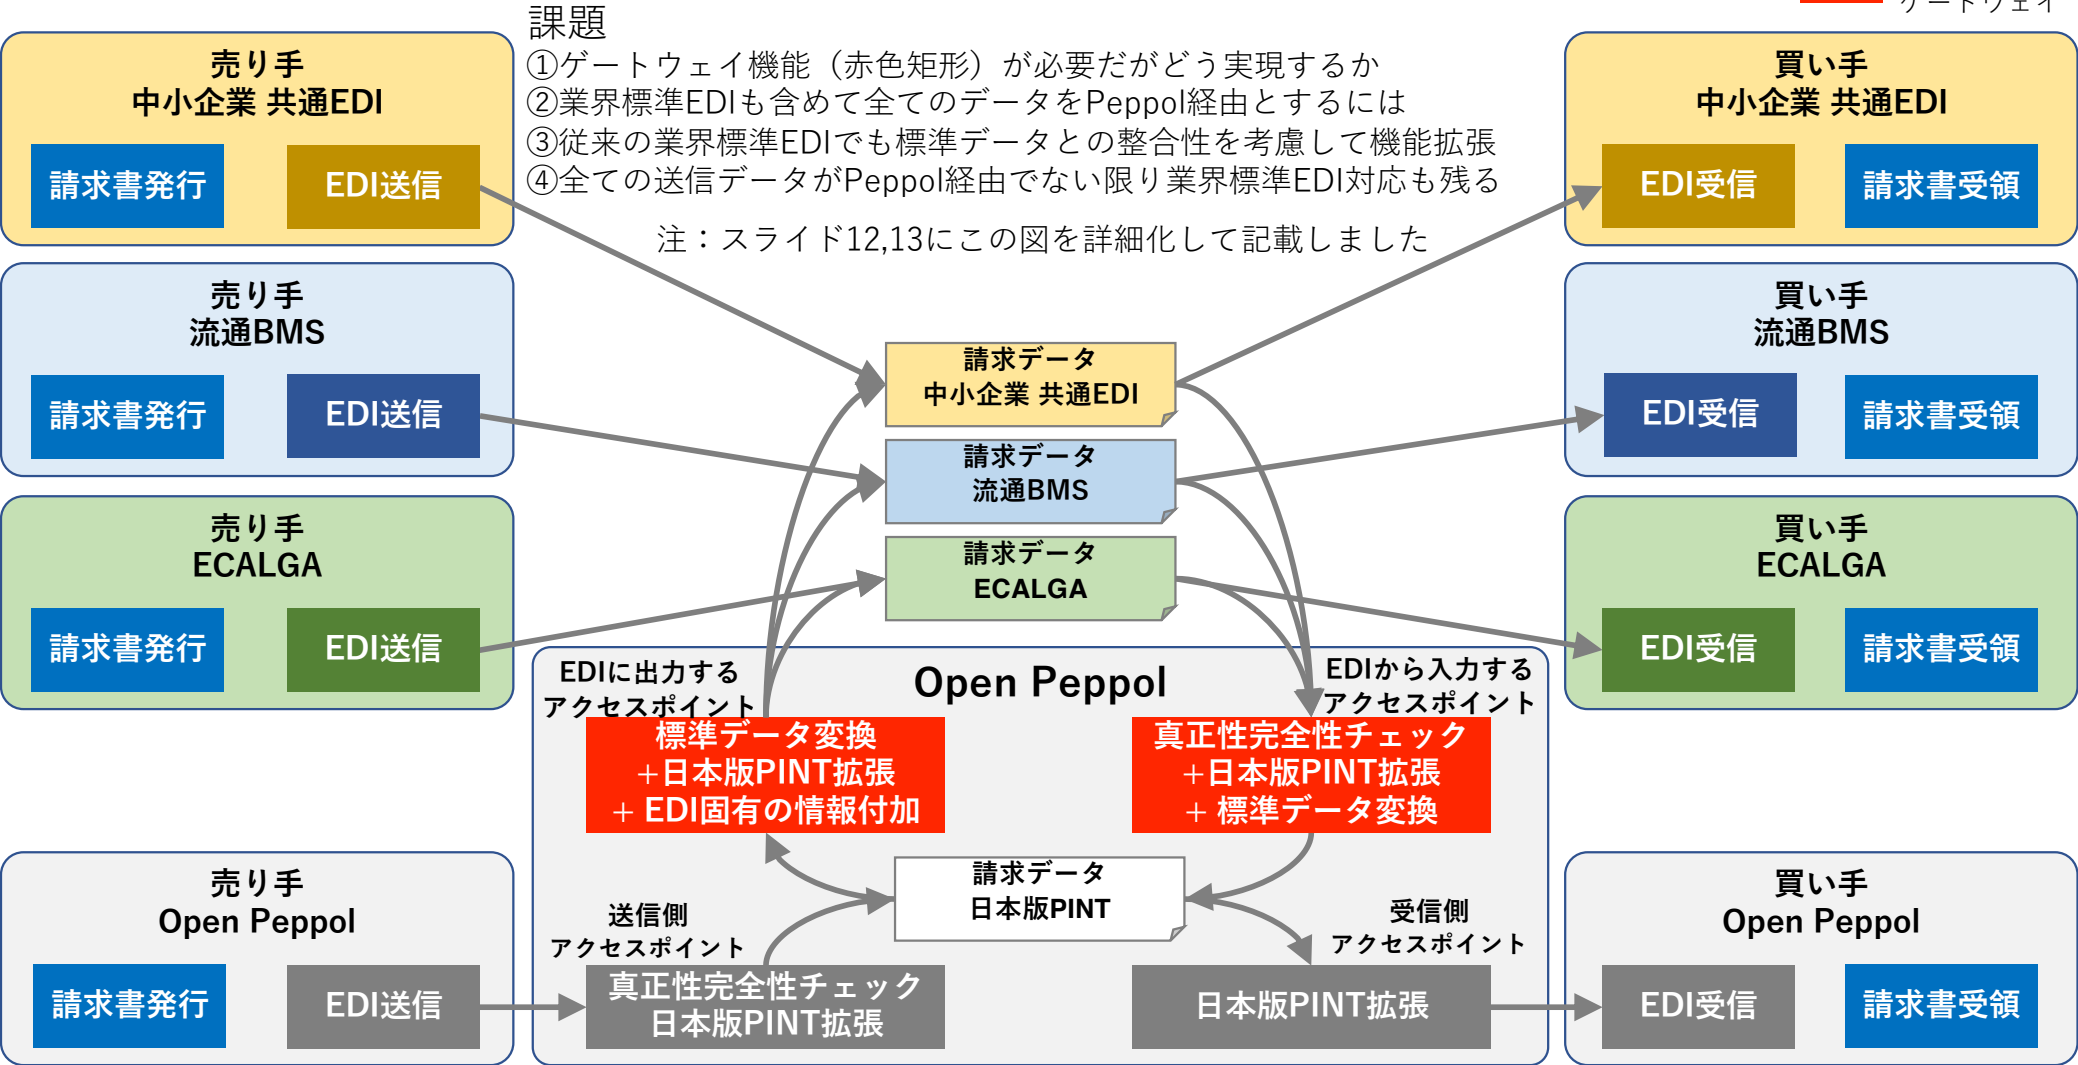 ゲートウェイ
課題
①ゲートウェイ機能（赤色矩形）が必要だがどう実現するか
②業界標準EDIも含めて全てのデータをPeppol経由とするには
③従来の業界標準EDIでも標準データとの整合性を考慮して機能拡張
④全ての送信データがPeppol経由でない限り業界標準EDI対応も残る
注：スライド12,13にこの図を詳細化して記載しました
売り手
中小企業 共通EDI
請求書発行
EDI送信
売り手
流通BMS
請求書発行
EDI送信
売り手
ECALGA
請求書発行
EDI送信
売り手
Open Peppol
請求書発行
EDI送信
請求データ
中小企業 共通EDI
請求データ
流通BMS
請求データ
ECALGA
Open Peppol
EDIに出力する
アクセスポイント
標準データ変換
+日本版PINT拡張
+ EDI固有の情報付加
EDIから入力する
アクセスポイント
真正性完全性チェック
+日本版PINT拡張
+ 標準データ変換
請求データ
日本版PINT
送信側
アクセスポイント
真正性完全性チェック
日本版PINT拡張
受信側
アクセスポイント
日本版PINT拡張
買い手
中小企業 共通EDI
EDI受信
請求書受領
買い手
流通BMS
EDI受信
請求書受領
買い手
ECALGA
EDI受信
請求書受領
買い手
Open Peppol
EDI受信
請求書受領